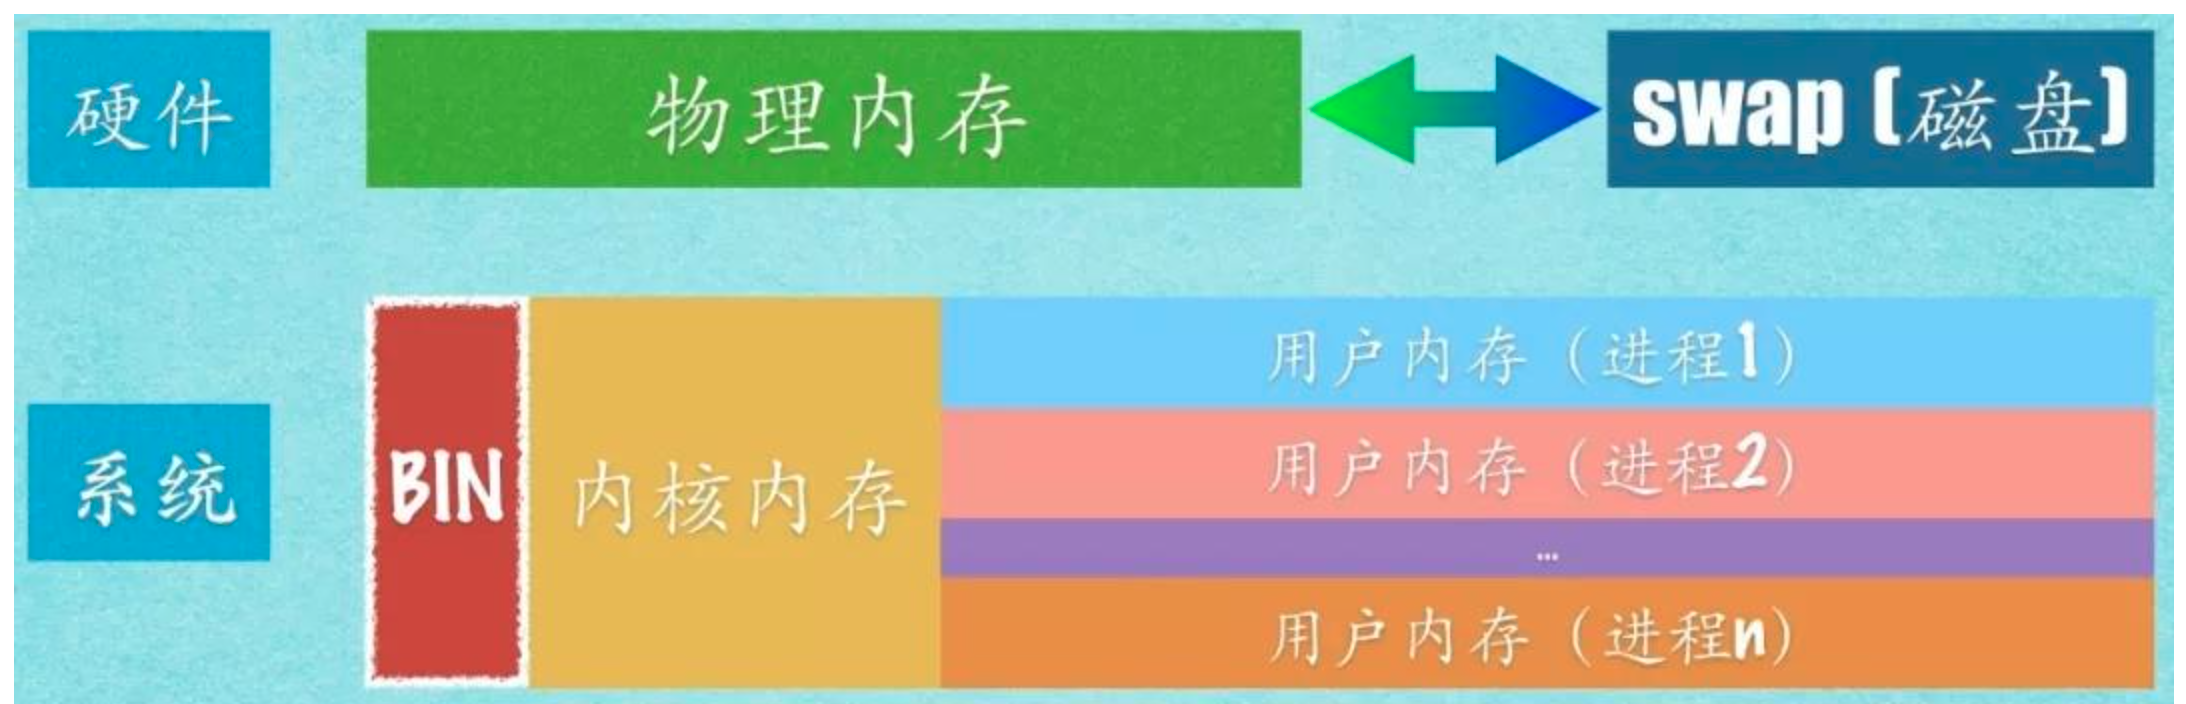 硬件
物理内存
swap (磁盘)
系统
BIN
内核内存
用户内存（进程1）
用户内存（进程2）
...
用户内存（进程n）